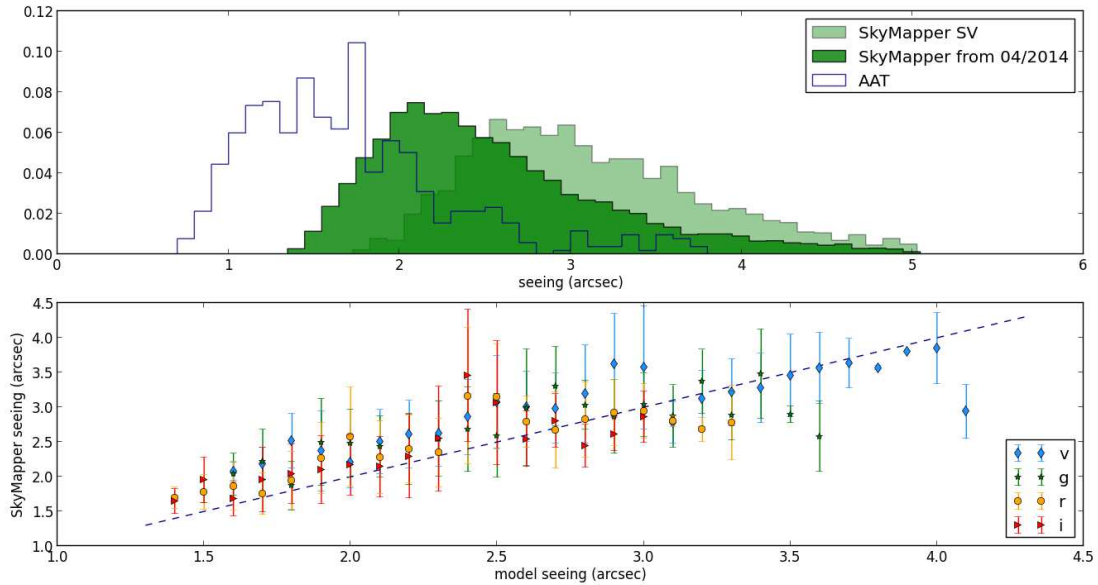 0.12
0.10
0.08
0.06
0.04
0.02
0.00
SkyMapper SV
SkyMapper from 04/2014
AAT
0 1 2 3 4 5 6
seeing (arcsec)
SkyMapper seeing (arcsec)
4.5
4.0
3.5
3.0
2.5
2.0
1.5
1.0
v
g
r
i
1.0 1.5 2.0 2.5 3.0 3.5 4.0 4.5
model seeing (arcsec)